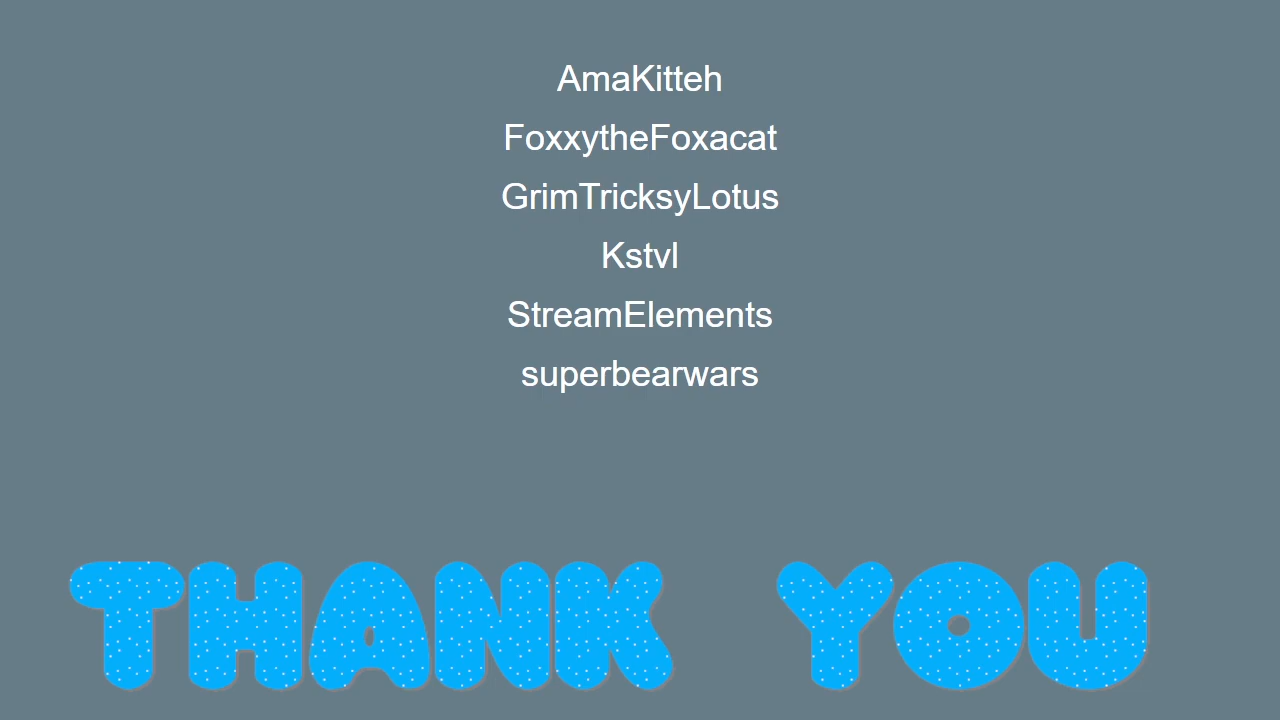 AmaKitteh
FoxxytheFoxacat
GrimTricksyLotus
Kstvl
StreamElements
superbearwars
THANK YOU